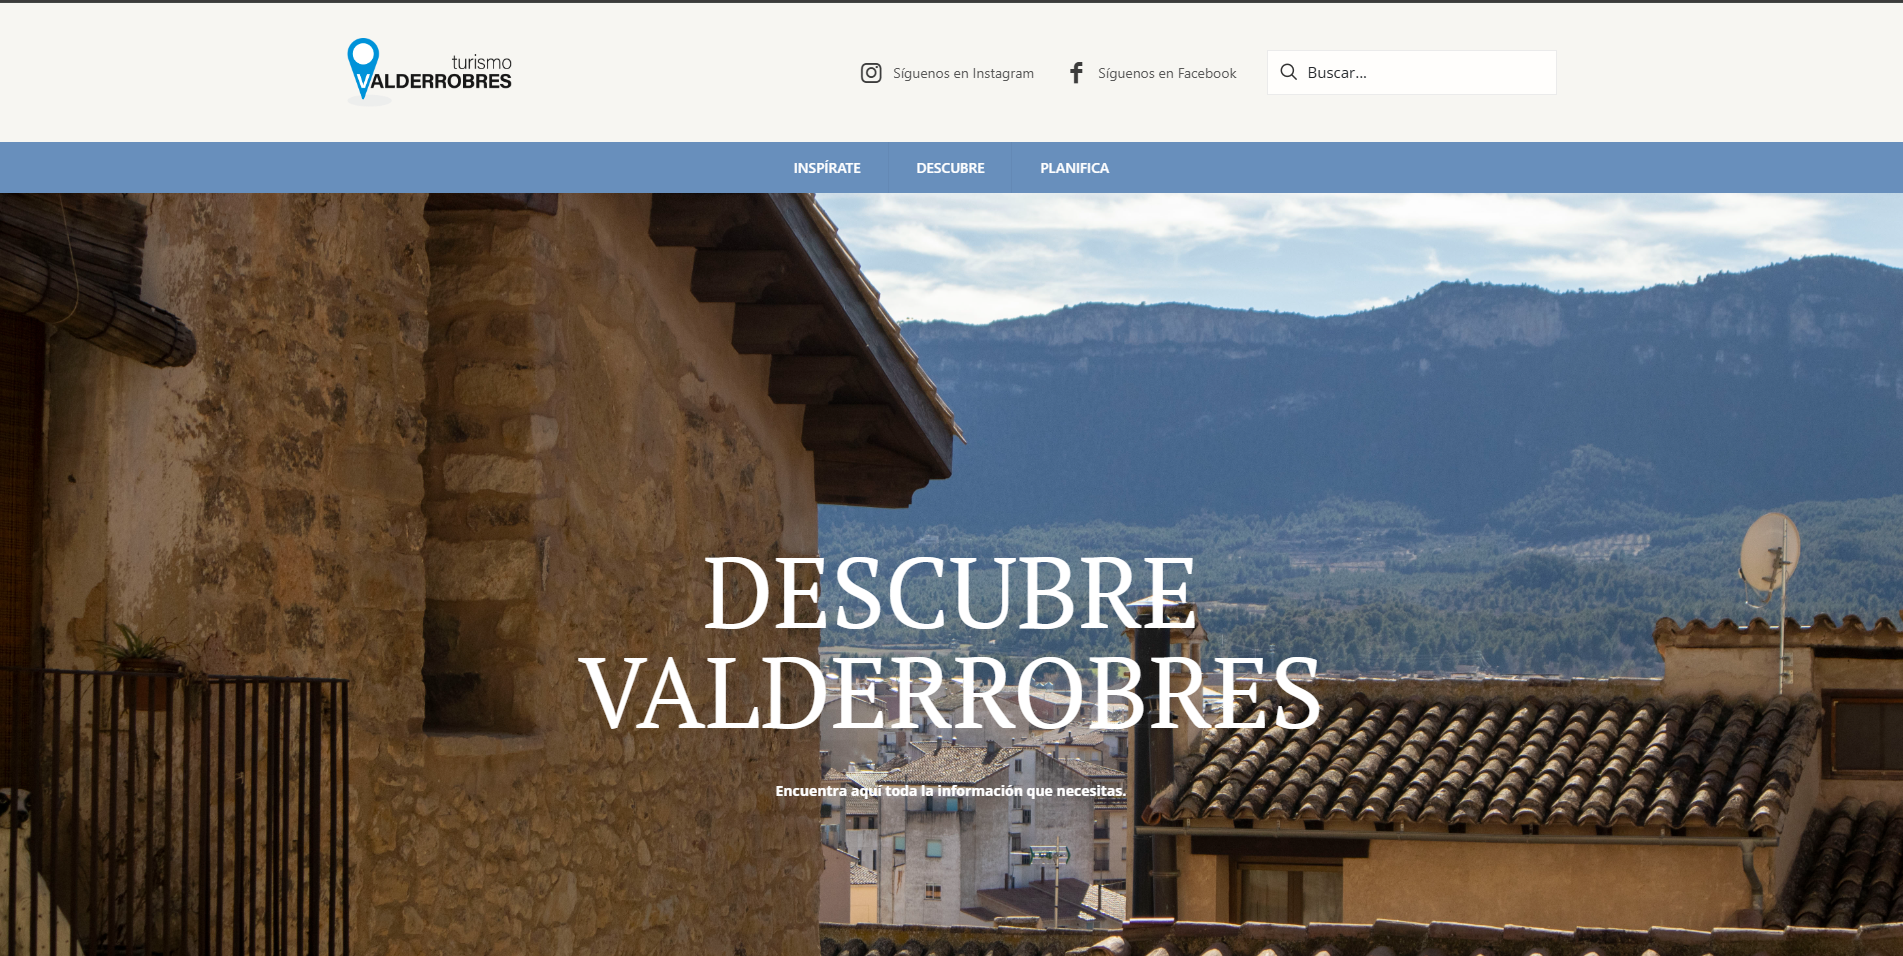 turismo
VALDERROBRES
Síguenos en Instagram
Síguenos en Facebook
Buscar...
INSPÍRATE
DESCUBRE
PLANIFICA
DESCUBRE
VALDERROBRES
Encuentra aquí toda la información que necesitas.